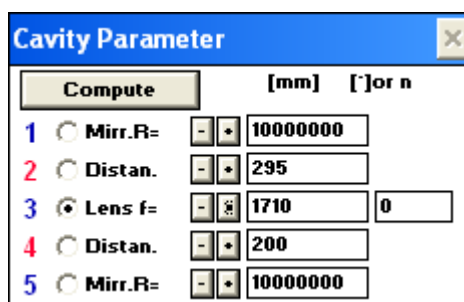 Cavity Parameter
Compute [mm] [°]or n
1 Mirr.R= - + 10000000
2 Distan. - + 295
3 Lens f= - + 1710 0
4 Distan. - + 200
5 Mirr.R= - + 10000000